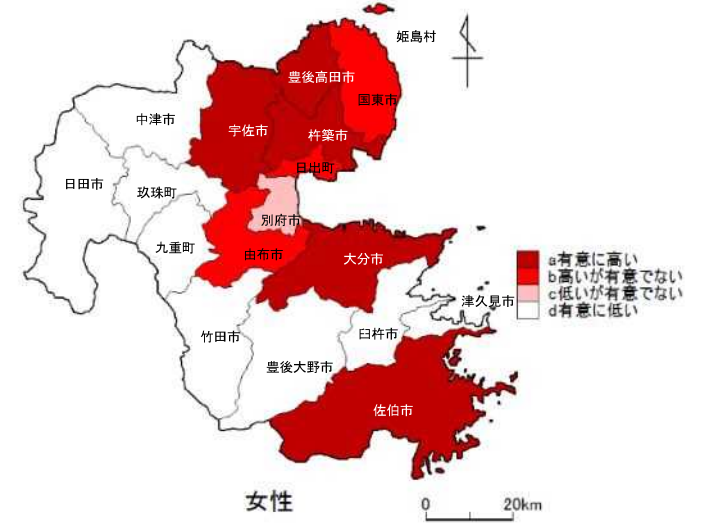 姫島村
豊後高田市
国東市
中津市
宇佐市
杵築市
日出町
日田市
玖珠町
別府市
九重町
由布市
大分市
a有意に高い
b高いが有意でない
c低いが有意でない
d有意に低い
津久見市
竹田市
臼杵市
豊後大野市
佐伯市
女性
0 20km